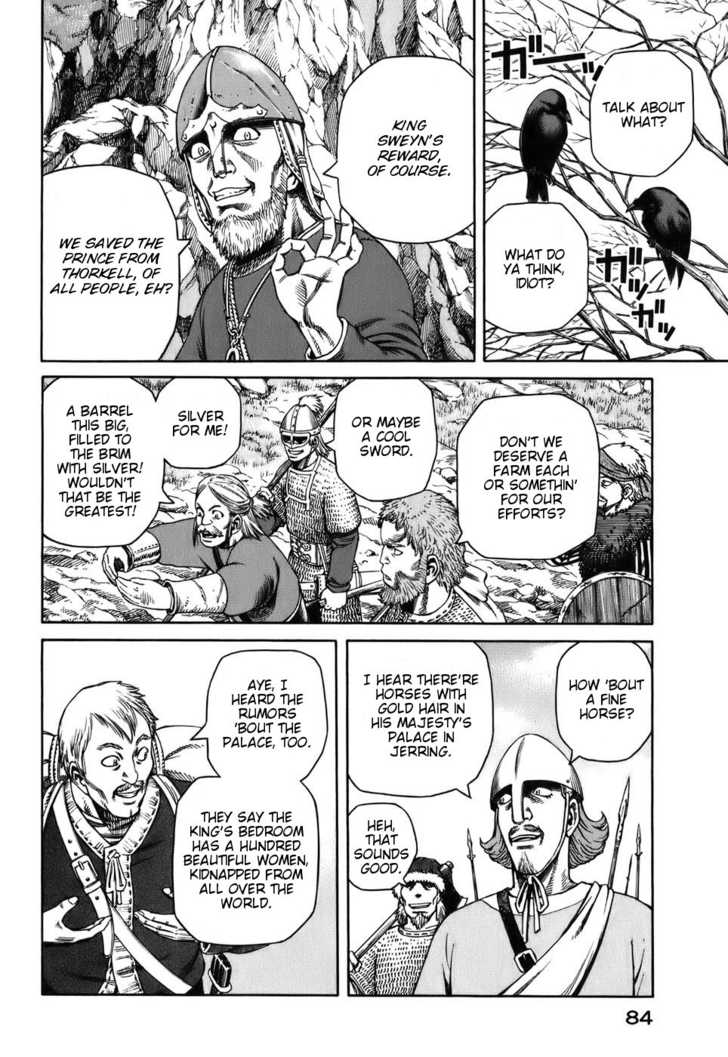 TALK ABOUT
WHAT?
ガー
WHAT DO
YA THINK,
IDIOT?
ガガッ
KING
SWEYN'S
REWARD,
OF COURSE.
WE SAVED THE
PRINCE FROM
THORKELL, OF
ALL PEOPLE, EH?
DON'T WE
DESERVE A
FARM EACH
OR SOMETHIN'
FOR OUR
EFFORTS?
OR MAYBE
A COOL
SWORD.
SILVER
FOR ME!
A BARREL
THIS BIG,
FILLED TO
THE BRIM
WITH SILVER!
WOULDN'T
THAT BE THE
GREATEST!
HOW 'BOUT
A FINE
HORSE?
I HEAR THERE'RE
HORSES WITH
GOLD HAIR IN
HIS MAJESTY'S
PALACE IN
JERRING.
HEH,
THAT
SOUNDS
GOOD.
AYE, I
HEARD THE
RUMORS
'BOUT THE
PALACE, TOO.
THEY SAY THE
KING'S BEDROOM
HAS A HUNDRED
BEAUTIFUL WOMEN,
KIDNAPPED FROM
ALL OVER THE
WORLD.
84